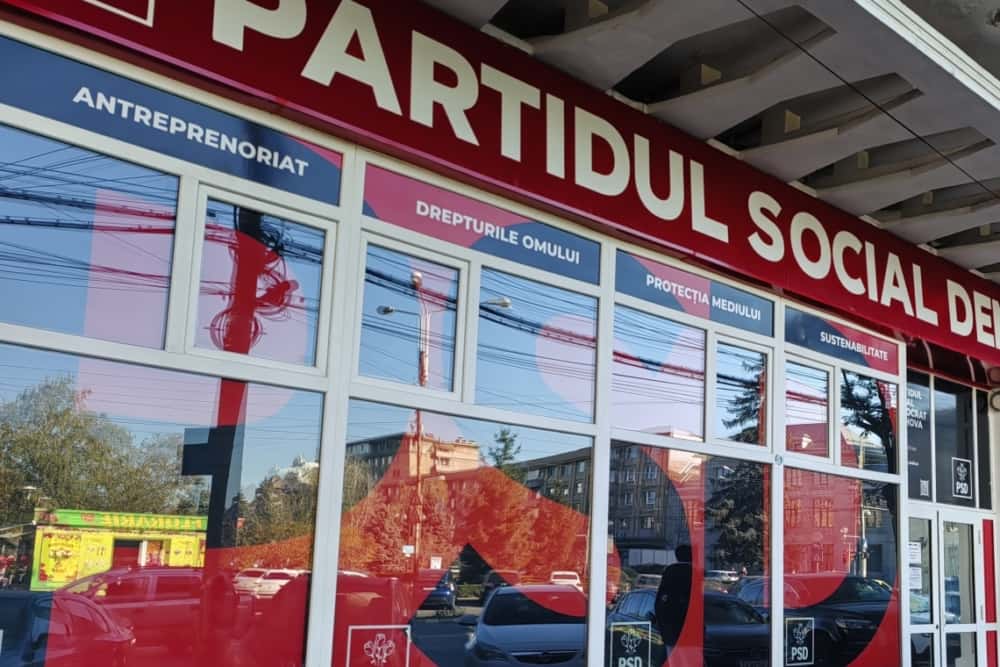 PARTIDUL SOCIAL DE
ANTREPRENORIAT
DREPTURILE OMULUI
PROTECȚIA MEDIULUI
SUSTENABILITATE
PSD
PSD
PSD